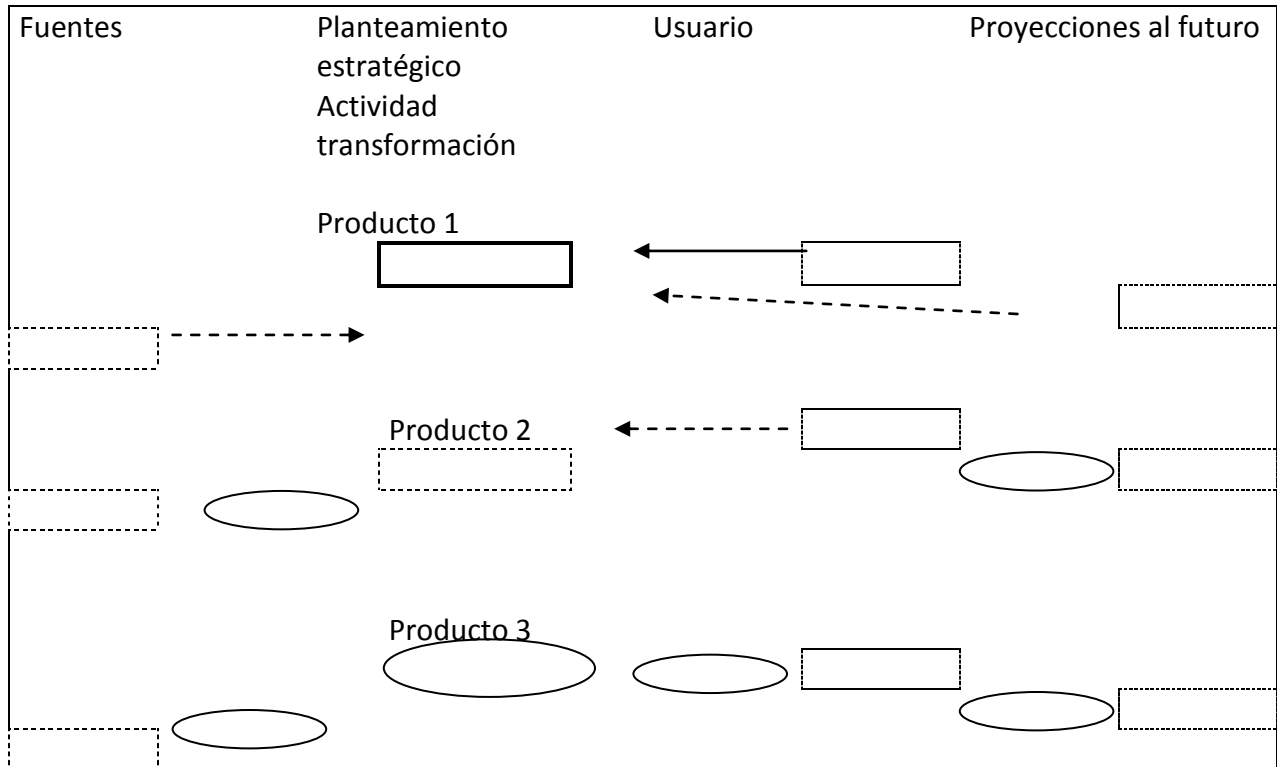 Fuentes
Planteamiento
estratégico
Actividad
transformación
Usuario
Proyecciones al futuro
Producto 1
Producto 2
Producto 3